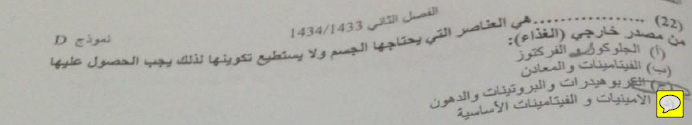 الفصل الثاني 1434/1433
نموذج D
(22) ................. هي العناصر التي يحتاجها الجسم ولا يستطيع تكوينها لذلك يجب الحصول عليها
من مصدر خارجي (الغذاء):
(أ) الجلوكوز الفركتوز
(ب) الفيتامينات والمعادن
(ج) الكربوهيدرات والبروتينات والدهون
الامينيات و الفيتامينات الأساسية